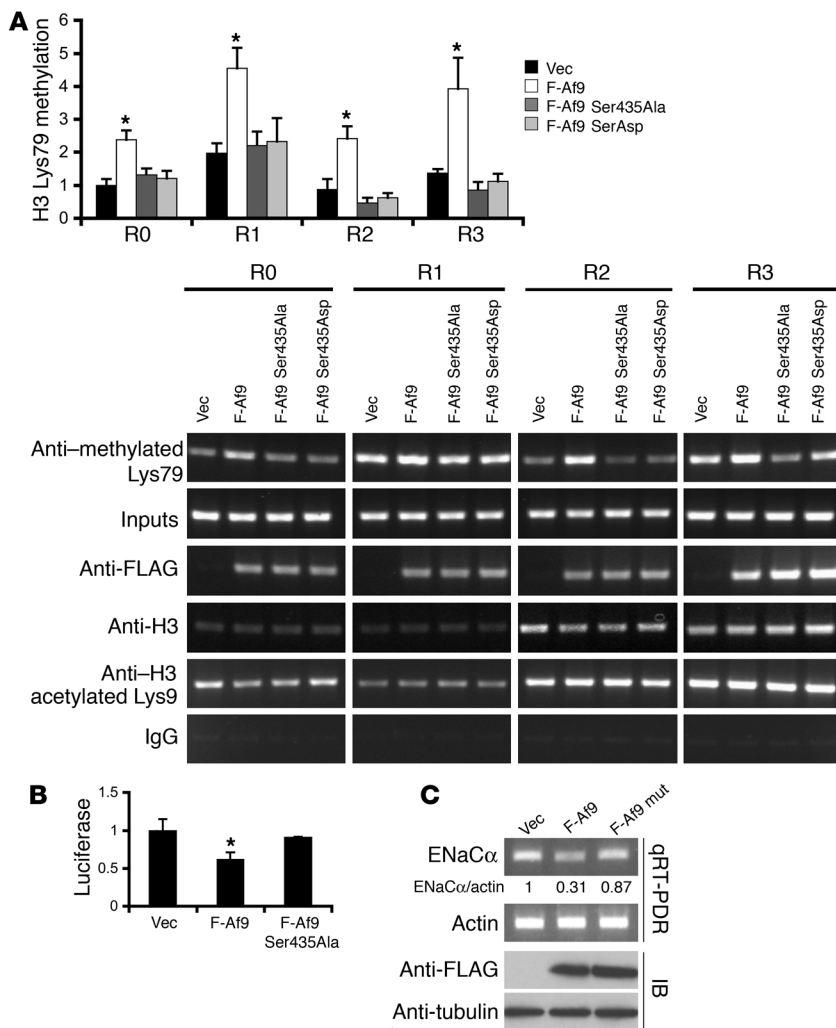 A
H3 Lys79 methylation
6
5
4
3
2
1
0
*
*
*
*
R0
R1
R2
R3
Vec
F-Af9
F-Af9 Ser435Ala
F-Af9 SerAsp
R0
R1
R2
R3
Vec
F-Af9
F-Af9 Ser435Ala
F-Af9 Ser435Asp
Vec
F-Af9
F-Af9 Ser435Ala
F-Af9 Ser435Asp
Vec
F-Af9
F-Af9 Ser435Ala
F-Af9 Ser435Asp
Vec
F-Af9
F-Af9 Ser435Ala
F-Af9 Ser435Asp
Anti–methylated
Lys79
Inputs
Anti-FLAG
Anti-H3
Anti–H3
acetylated Lys9
IgG
B
Luciferase
1.5
1
0.5
0
*
Vec
F-Af9
F-Af9
Ser435Ala
C
Vec
F-Af9
F-Af9 mut
ENaCα
ENaCα/actin 1 0.31 0.87
Actin
qRT-PDR
Anti-FLAG
Anti-tubulin
IB